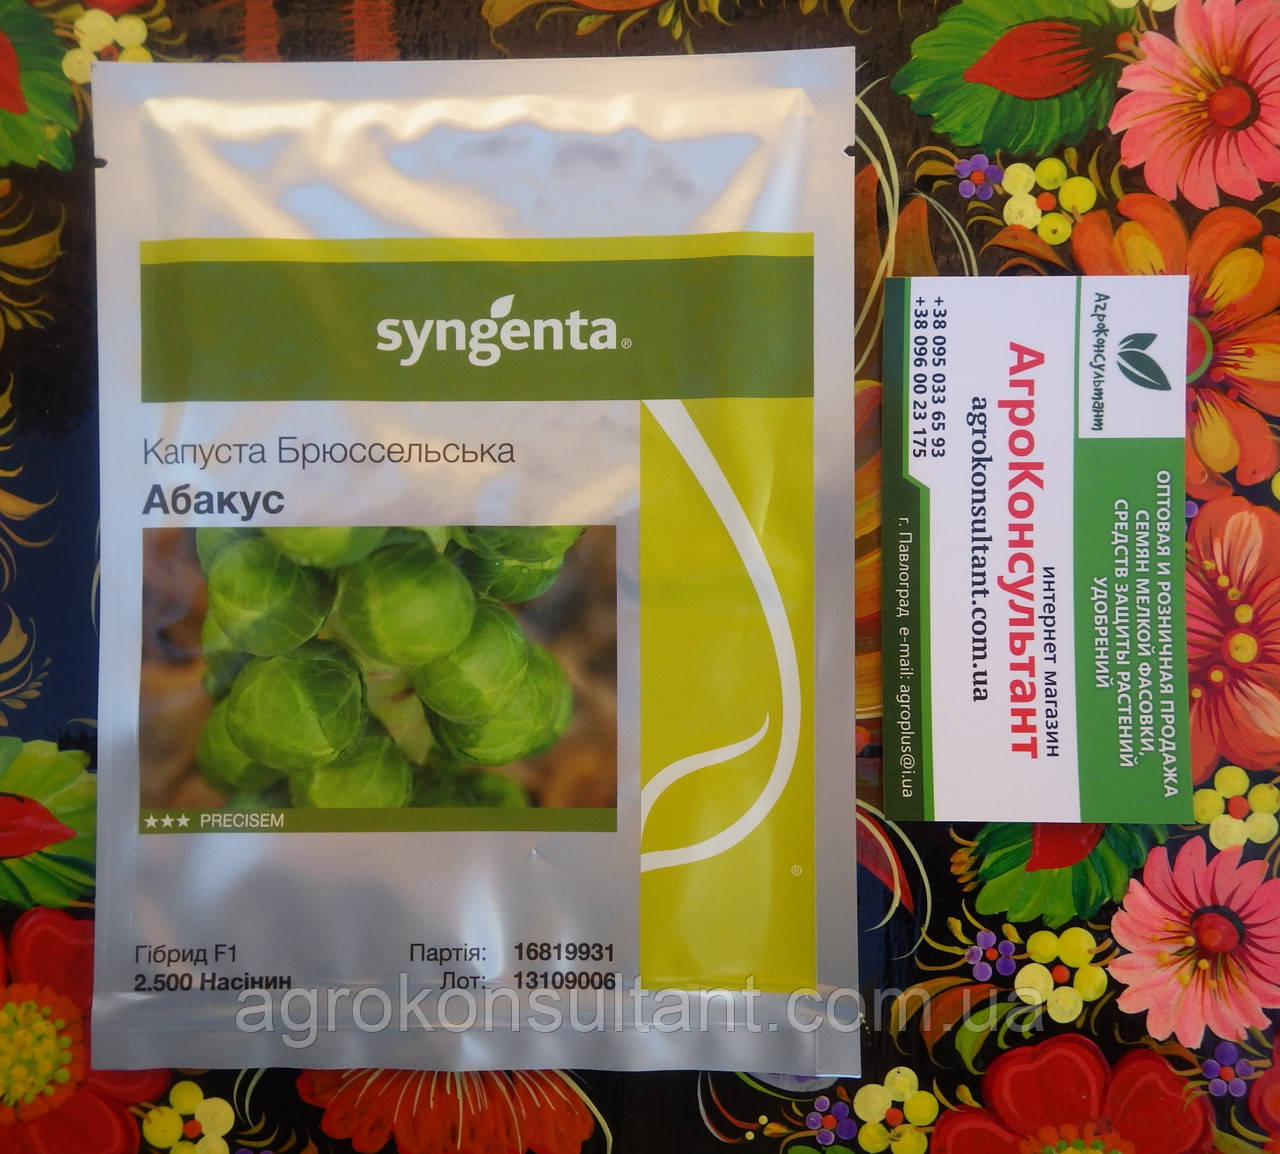 syngenta®
Капуста Брюссельська
Абакус
★★★ PRECISEM
®
Гібрид F1
2.500 Насінин
Партія: 16819931
Лот: 13109006
АгроКонсультант
ОПТОВАЯ И РОЗНИЧНАЯ ПРОДАЖА
СЕМЯН МЕЛКОЙ ФАСОВКИ,
СРЕДСТВ ЗАЩИТЫ РАСТЕНИЙ
УДОБРЕНИЙ
интернет магазин
АгроКонсультант
agrokonsultant.com.ua
+38 095 033 65 93
+38 096 00 23 175
г. Павлоград e-mail: agroplus@i.ua
agrokonsultant.com.ua